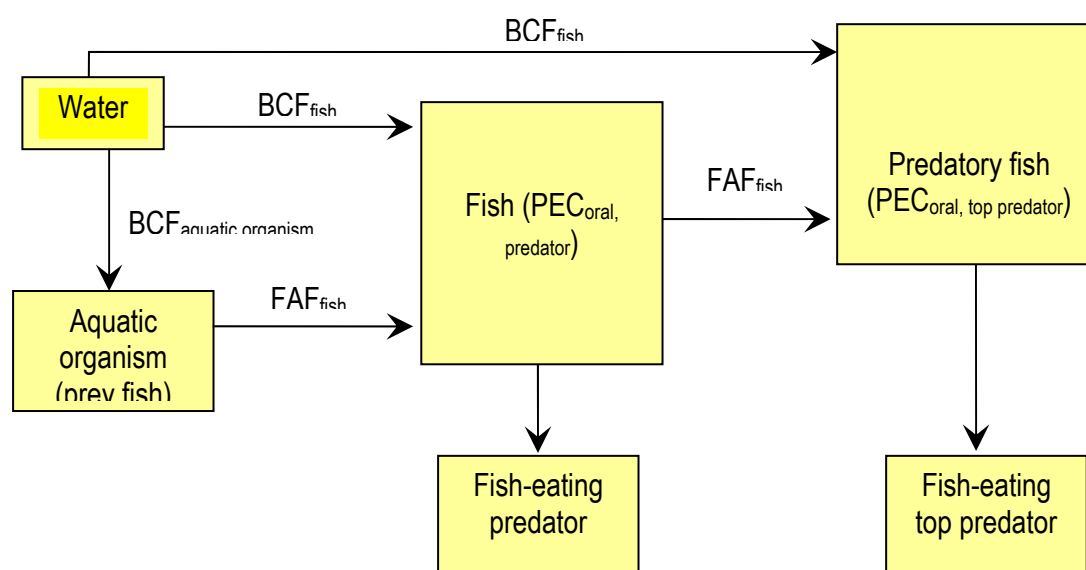 BCFfish
Water
BCFfish
Predatory fish
(PECoral, top predator)
FAFfish
Fish (PECoral,
predator)
BCFaquatic organism
FAFfish
Aquatic
organism
(prey fish)
Fish-eating
predator
Fish-eating
top predator